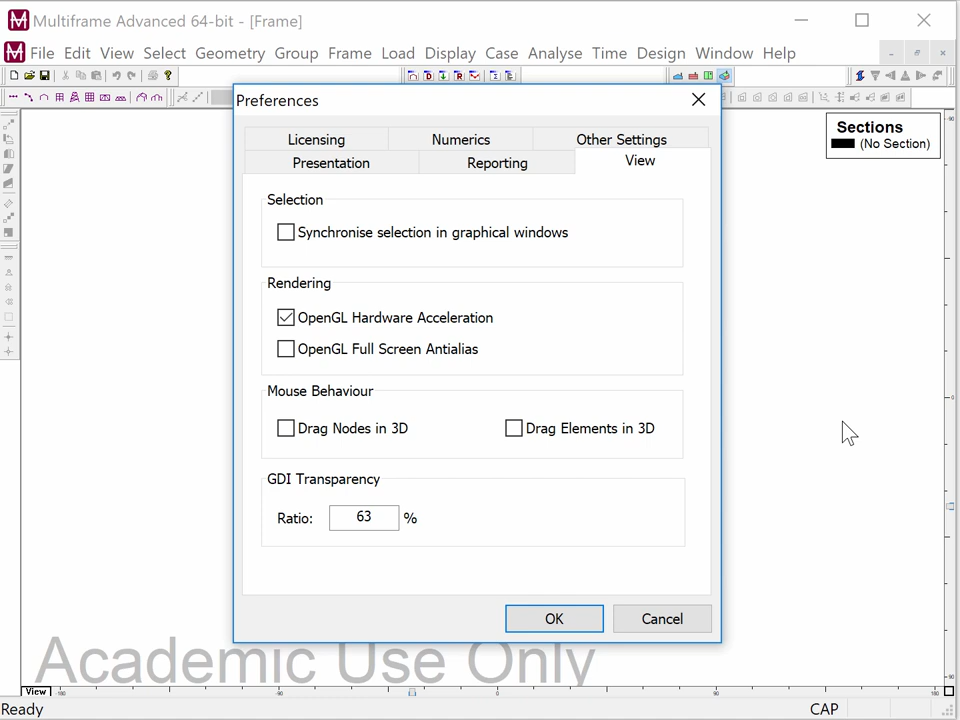 Multiframe Advanced 64-bit - [Frame]
File Edit View Select Geometry Group Frame Load Display Case Analyse Time Design Window Help
Preferences
Licensing Numerics Other Settings
Presentation Reporting View
Selection
Synchronise selection in graphical windows
Rendering
OpenGL Hardware Acceleration
OpenGL Full Screen Antialias
Mouse Behaviour
Drag Nodes in 3D Drag Elements in 3D
GDI Transparency
Ratio: 63 %
OK Cancel
Sections
(No Section)
Academic Use Only
View
Ready CAP